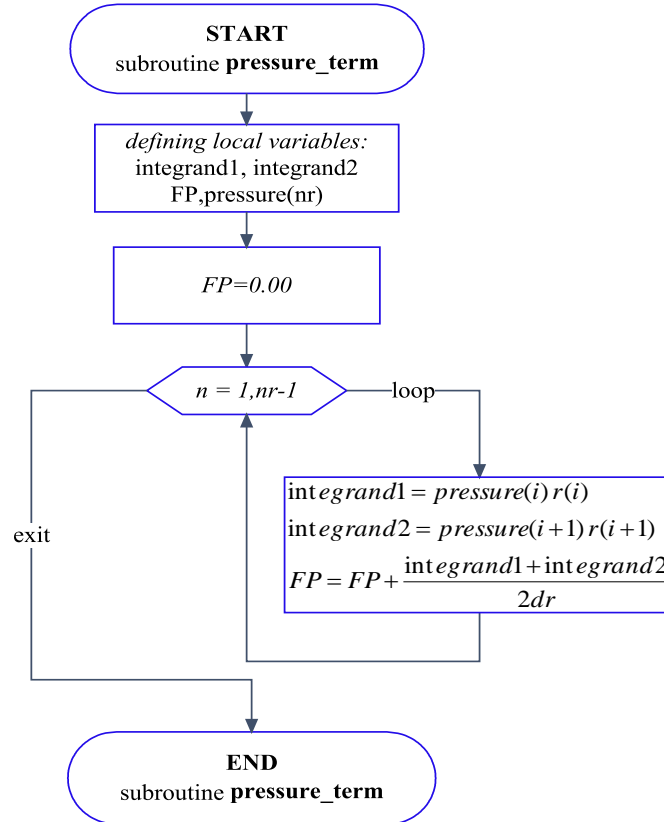 START
subroutine pressure_term
defining local variables:
integrand1, integrand2
FP,pressure(nr)
FP=0.00
n = 1,nr-1
loop
integrand1 = pressure(i) r(i)
integrand2 = pressure(i+1) r(i+1)
FP = FP + \frac{integrand1+integrand2}{2dr}
exit
END
subroutine pressure_term